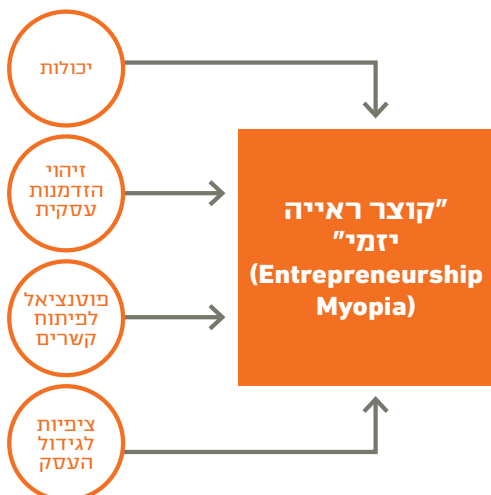 יכולות
זיהוי
הזדמנות
עסקית
פוטנציאל
לפיתוח
קשרים
ציפיות
לגידול
העסק
"קוצר ראייה
יזמי"
(Entrepreneurship
Myopia)